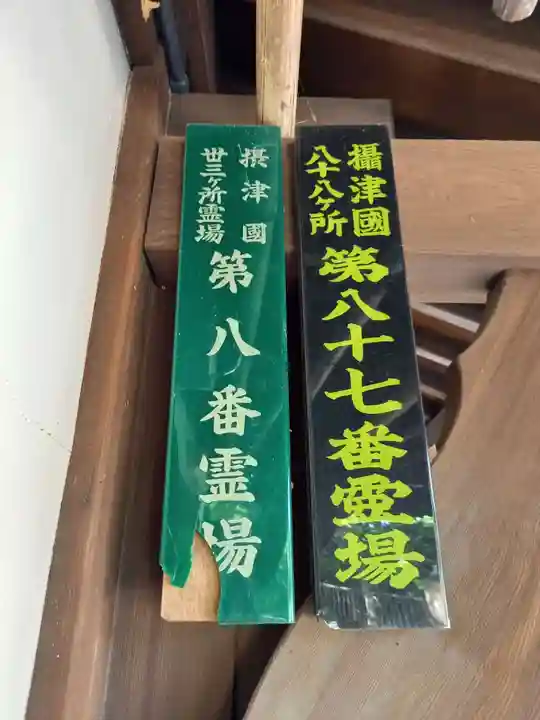 摂津國
丗三ヶ所霊場
第八番霊場
攝津國
八十八ヶ所
第八十七番霊場